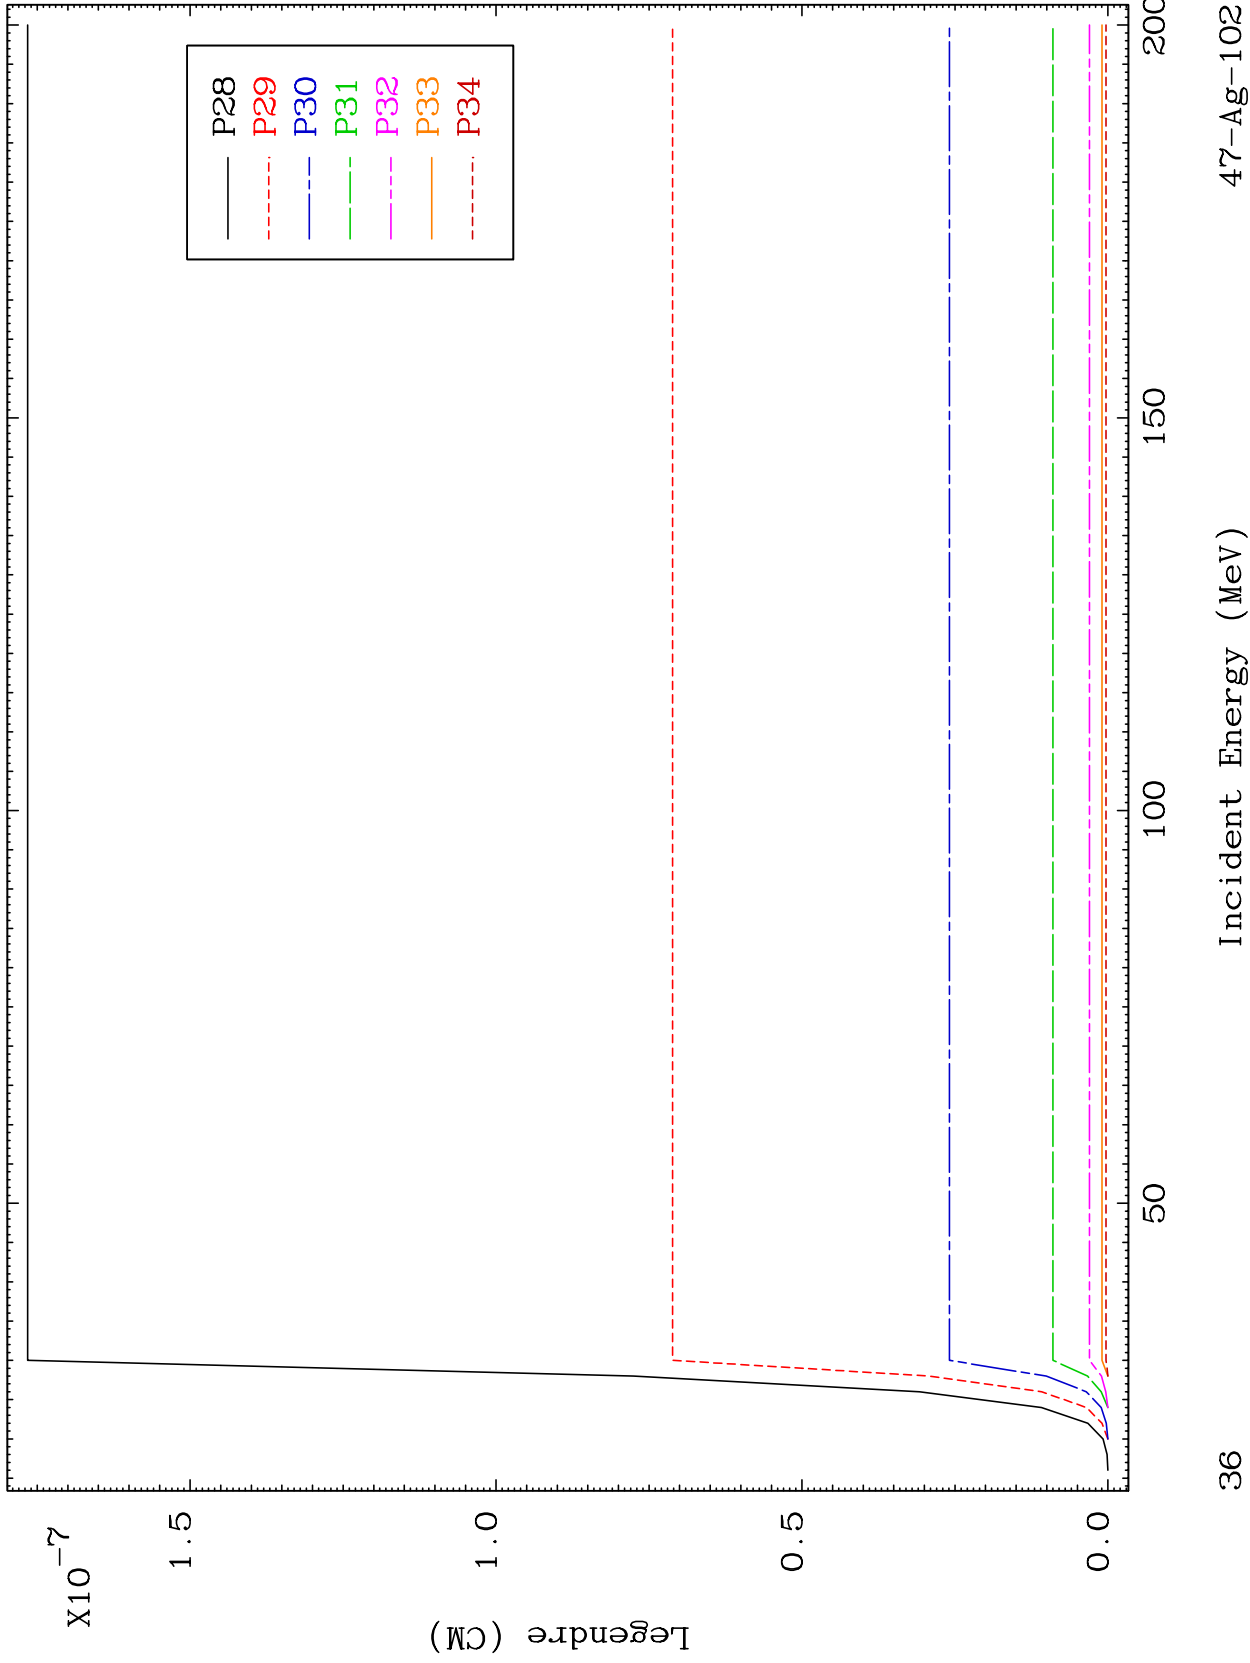 X10-7
1.5
1.0
0.5
0.0
Legendre (CM)
P28
P29
P30
P31
P32
P33
P34
50
100
150
200
36
Incident Energy (MeV)
47-Ag-102